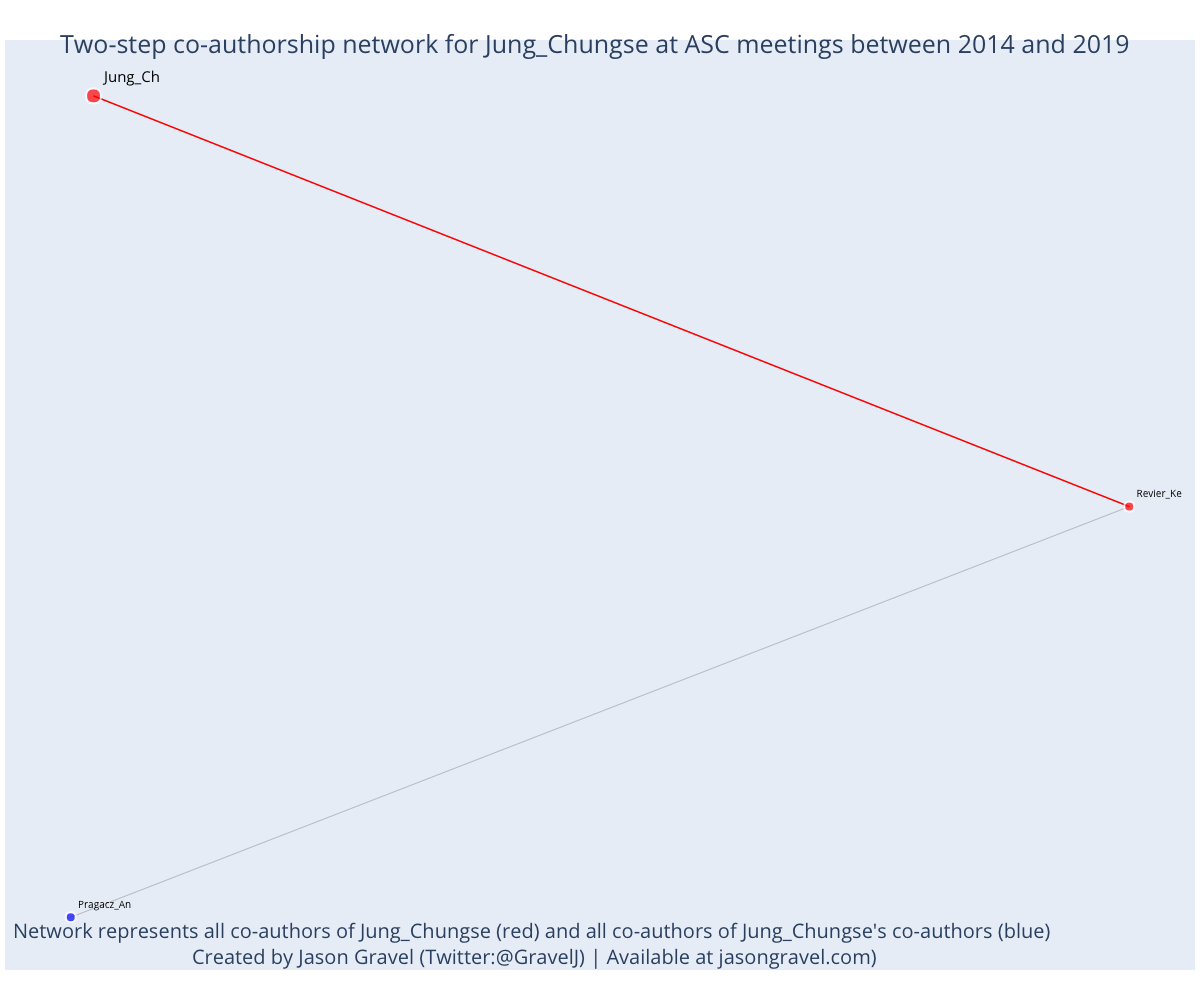 Two-step co-authorship network for Jung_Chungse at ASC meetings between 2014 and 2019
Jung_Ch
Revier_Ke
Pragacz_An
Network represents all co-authors of Jung_Chungse (red) and all co-authors of Jung_Chungse's co-authors (blue)
Created by Jason Gravel (Twitter:@GravelJ) | Available at jasongravel.com)